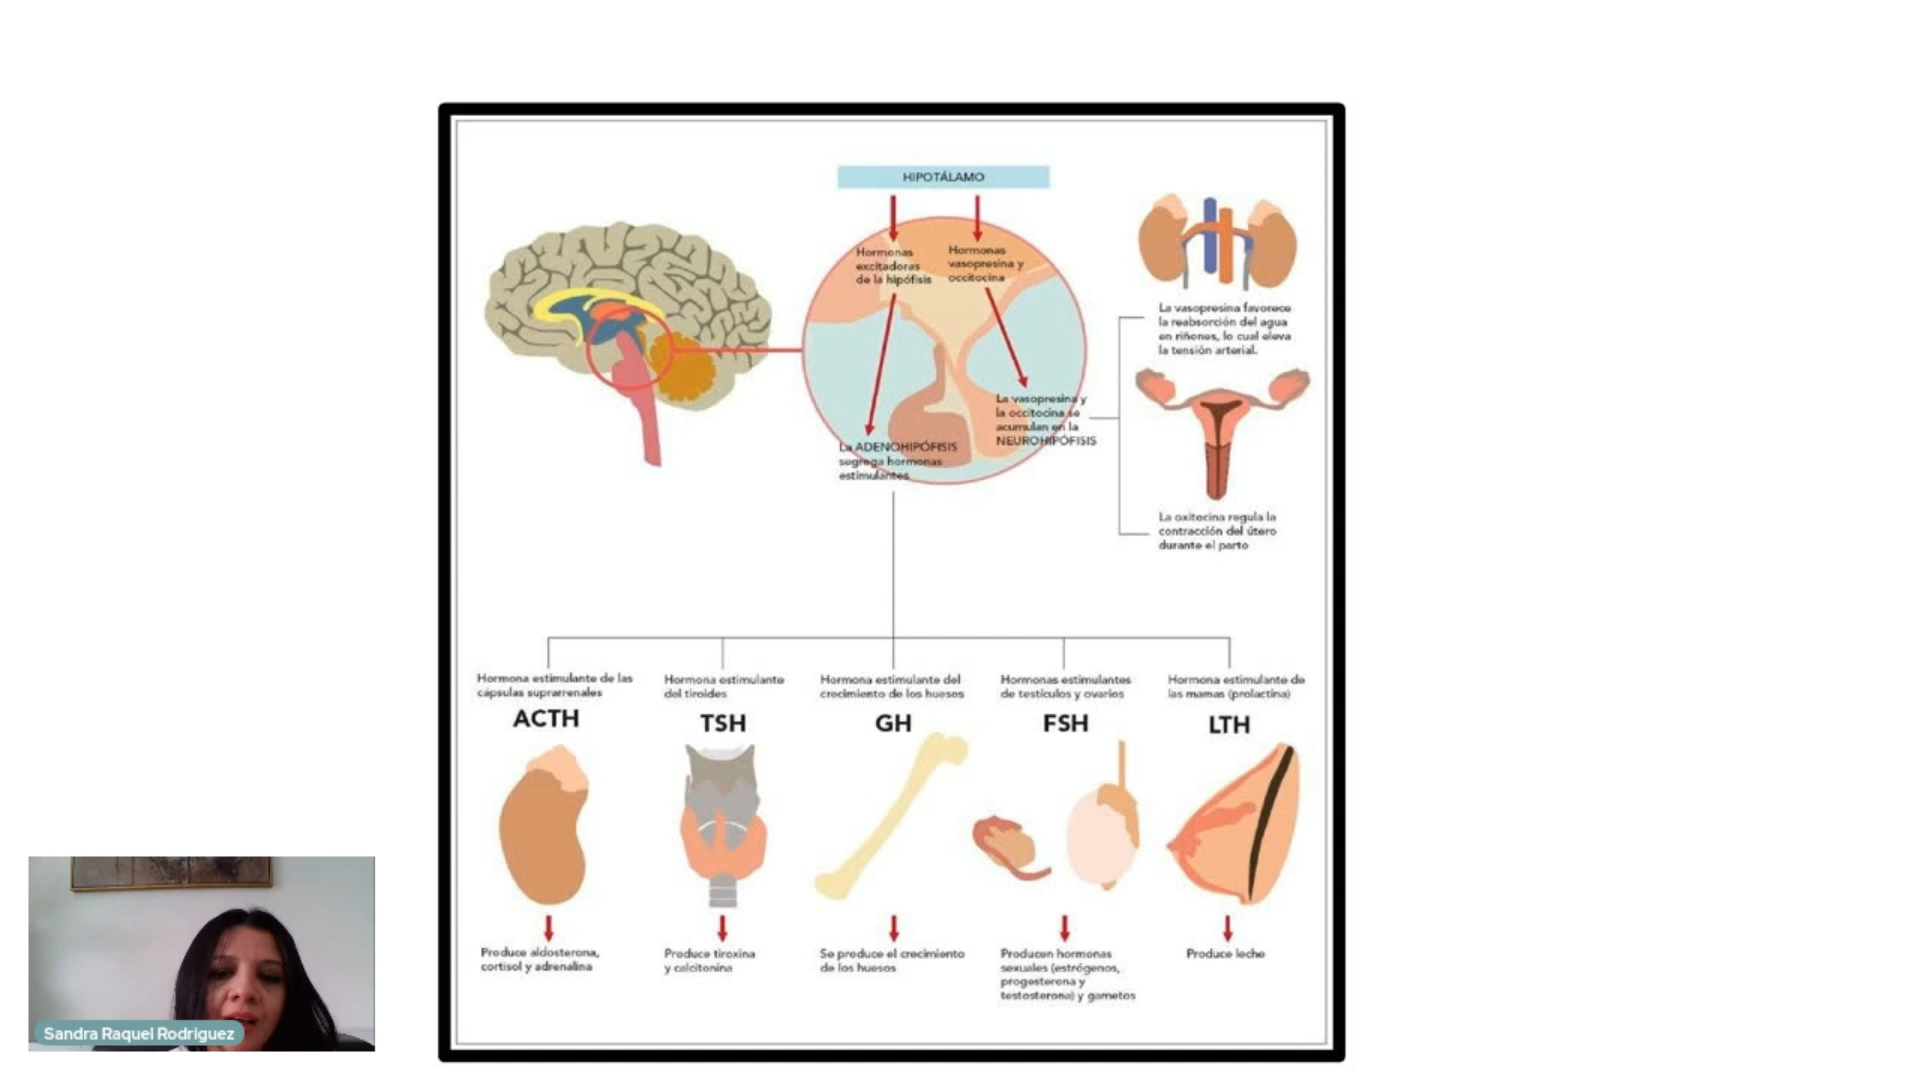 HIPOTÁLAMO
Hormonas
excitadoras
de la hipófisis
Hormonas
vasopresina y
occitocina
La vasopresina y
la occitocina se
acumulan en la
NEUROHIPÓFISIS
La ADENOHIPÓFISIS
segrega hormonas
estimulantes
La vasopresina favorece
la reabsorción del agua
en riñones, lo cual eleva
la tensión arterial.
La oxitocina regula la
contracción del útero
durante el parto
Hormona estimulante de las
cápsulas suprarrenales
ACTH
Produce aldosterona,
cortisol y adrenalina
Hormona estimulante
del tiroides
TSH
Produce tiroxina
y calcitonina
Hormona estimulante del
crecimiento de los huesos
GH
Se produce el crecimiento
de los huesos
Hormonas estimulantes
de testículos y ovarios
FSH
Producen hormonas
sexuales (estrógenos,
progesterona y
testosterona) y gametos
Hormona estimulante de
las mamas (prolactina)
LTH
Produce leche
Sandra Raquel Rodriguez